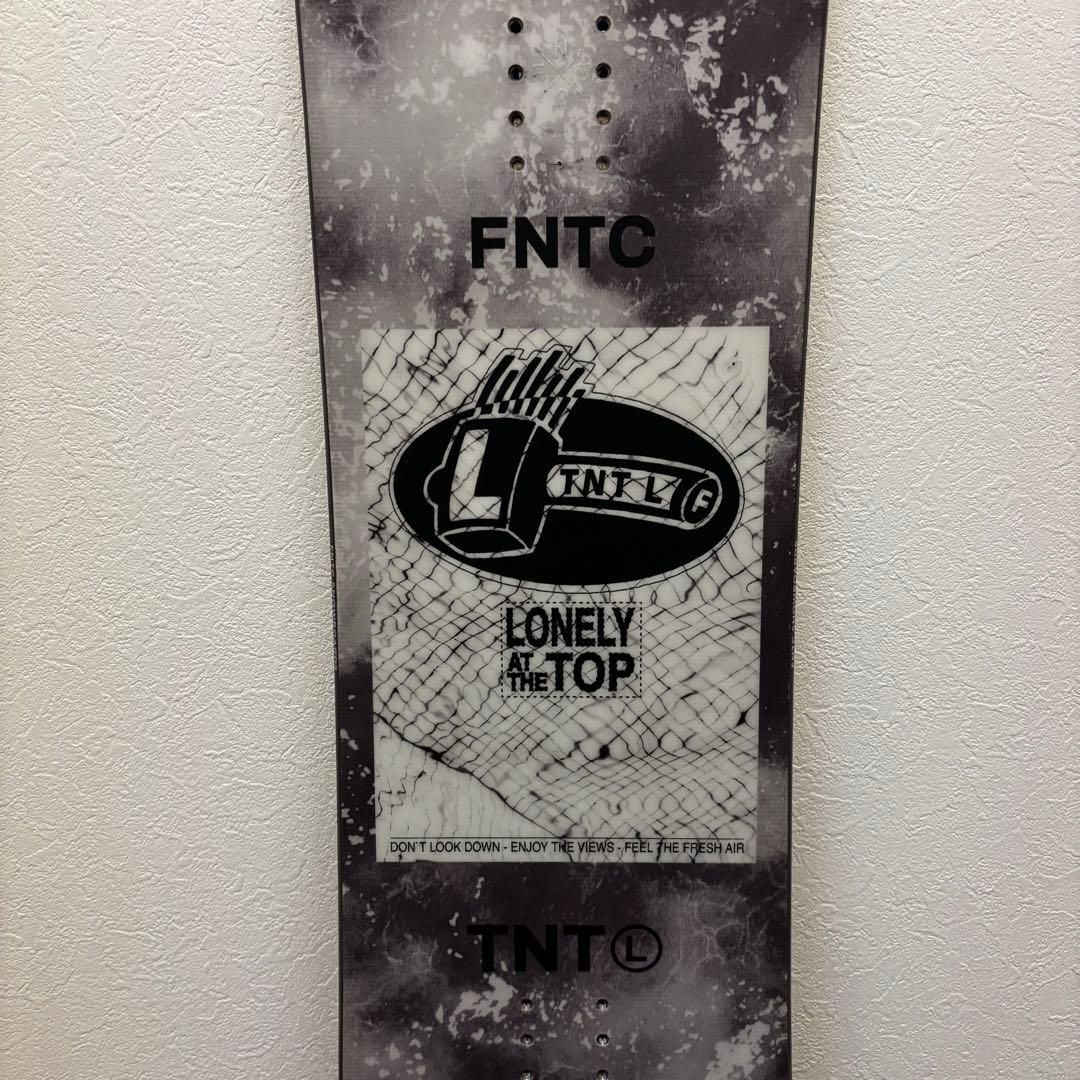 FNTC
L
TNT L
F
LONELY
AT THE TOP
DON'T LOOK DOWN - ENJOY THE VIEWS - FEEL THE FRESH AIR
TNT Ⓛ